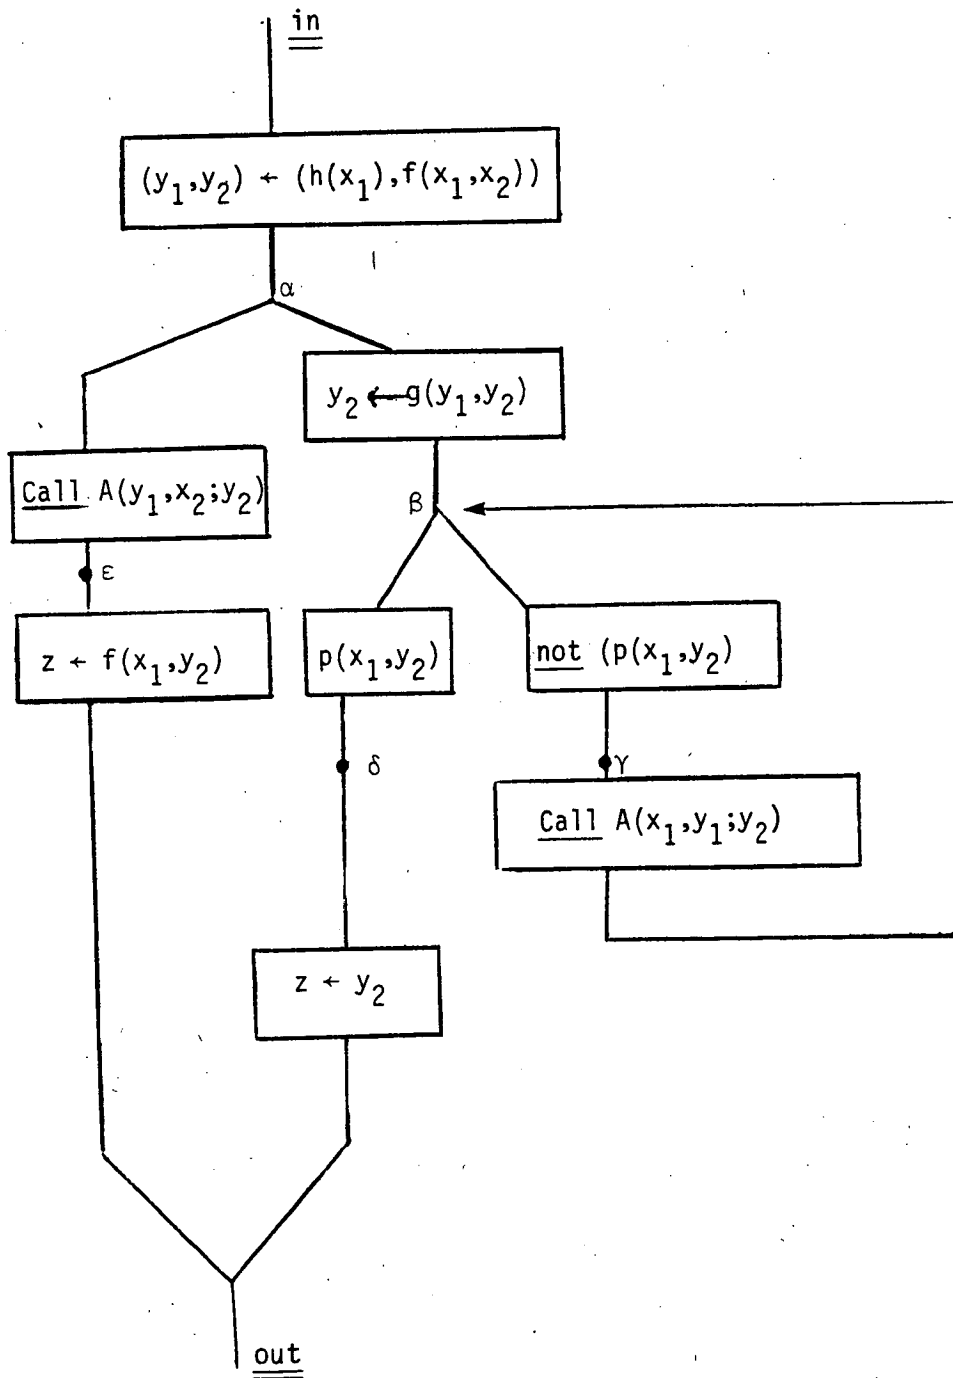 in
(y₁,y₂) ← (h(x₁),f(x₁,x₂))
α
y₂ ← g(y₁,y₂)
Call A(y₁,x₂;y₂)
β
ε
z ← f(x₁,y₂)
p(x₁,y₂)
not (p(x₁,y₂)
δ
γ
Call A(x₁,y₁;y₂)
z ← y₂
out